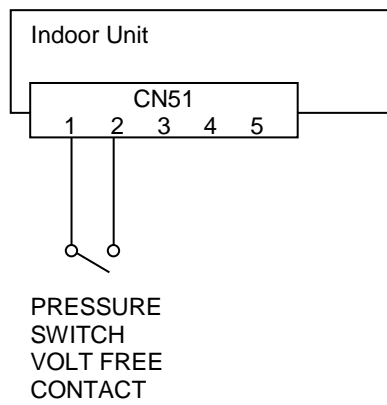 Indoor Unit
CN51
1 2 3 4 5
PRESSURE
SWITCH
VOLT FREE
CONTACT